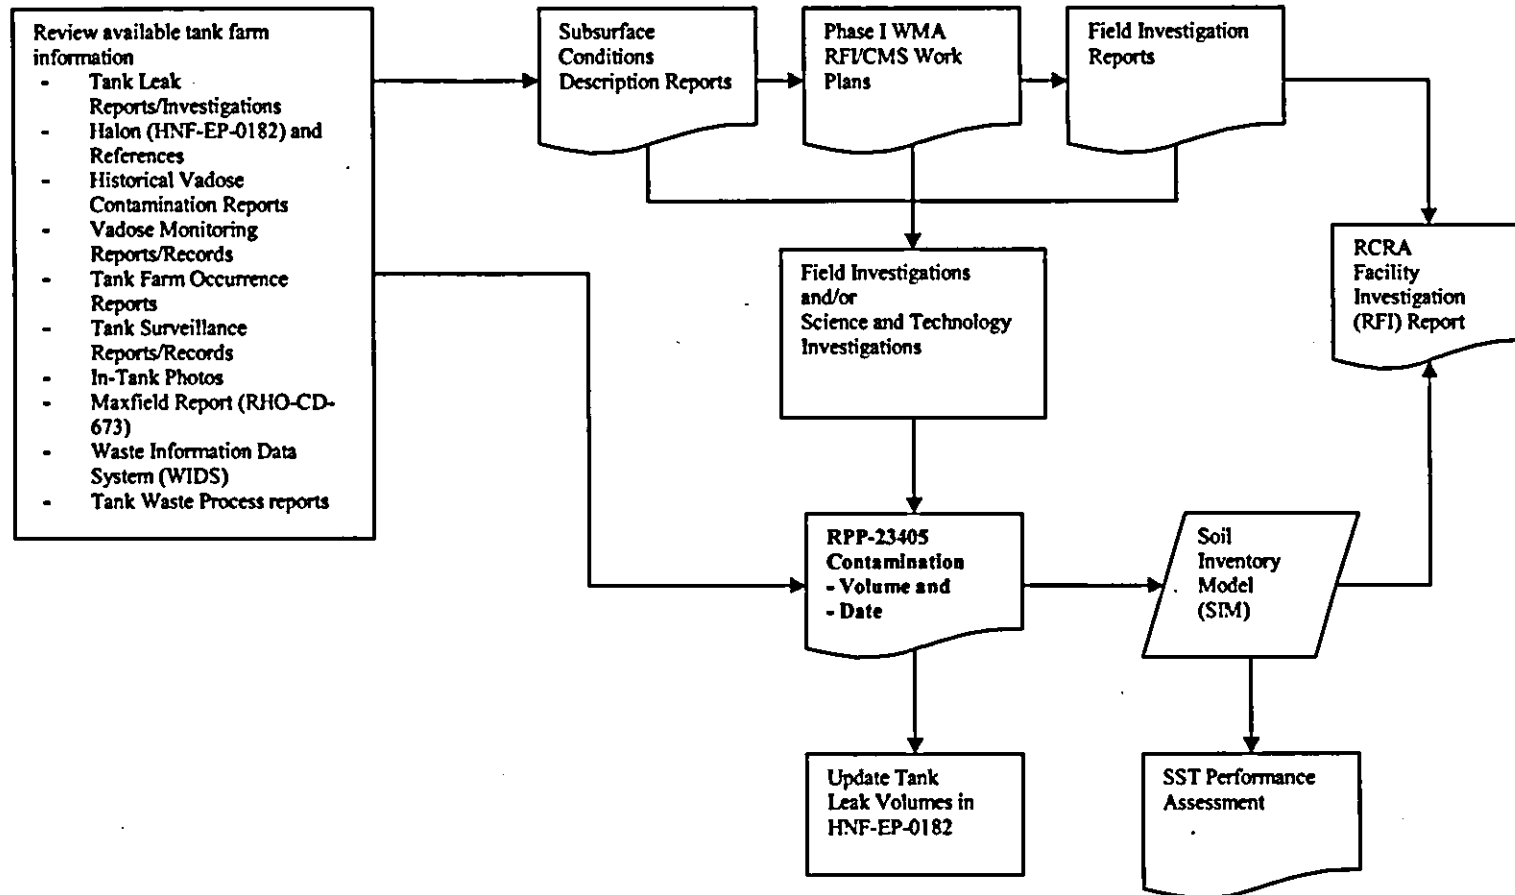 Review available tank farm
information
- Tank Leak
Reports/Investigations
- Halon (HNF-EP-0182) and
References
- Historical Vadose
Contamination Reports
- Vadose Monitoring
Reports/Records
- Tank Farm Occurrence
Reports
- Tank Surveillance
Reports/Records
- In-Tank Photos
- Maxfield Report (RHO-CD-
673)
- Waste Information Data
System (WIDS)
- Tank Waste Process reports
Subsurface
Conditions
Description Reports
Phase I WMA
RFI/CMS Work
Plans
Field Investigation
Reports
RCRA
Facility
Investigation
(RFI) Report
Field Investigations
and/or
Science and Technology
Investigations
RPP-23405
Contamination
- Volume and
- Date
Soil
Inventory
Model
(SIM)
Update Tank
Leak Volumes in
HNF-EP-0182
SST Performance
Assessment